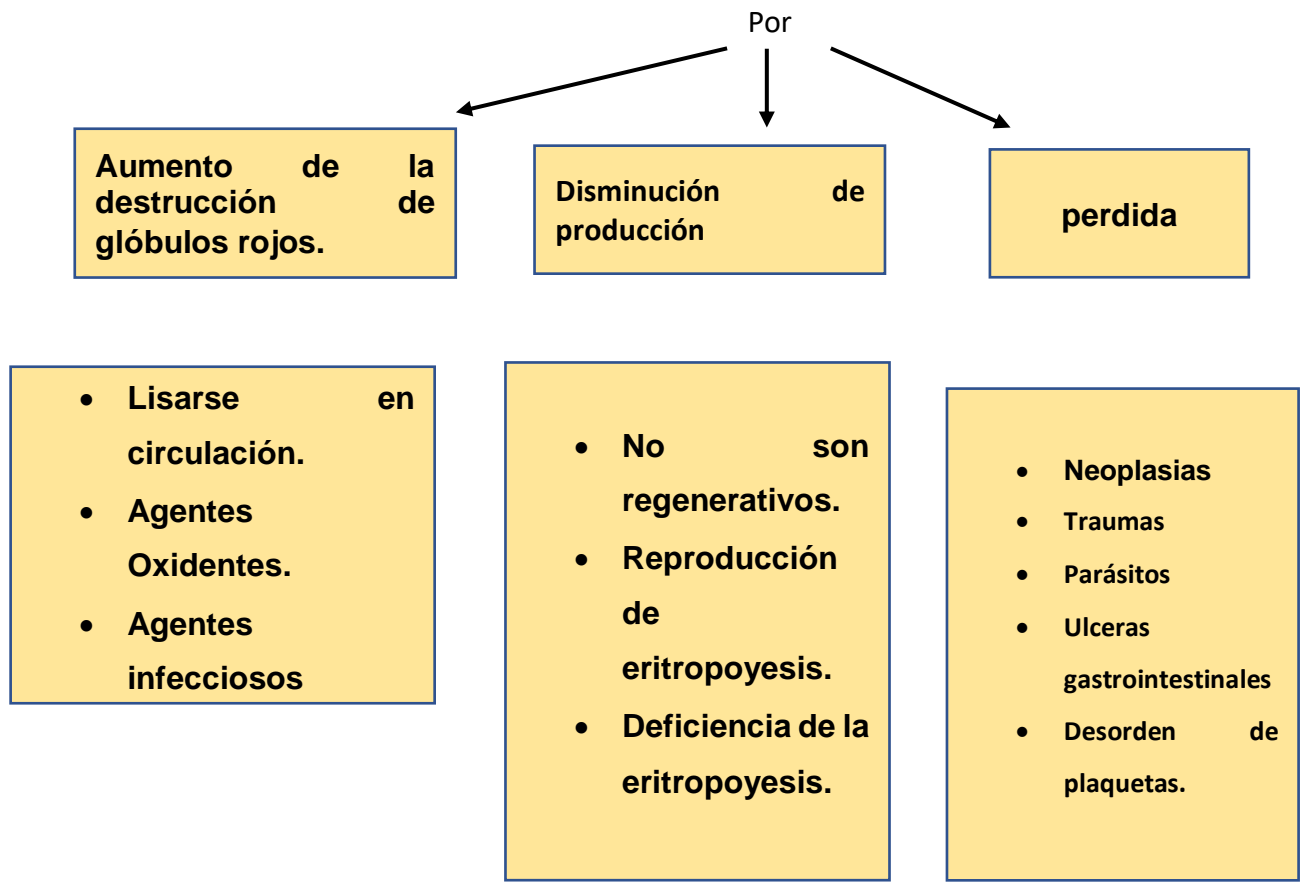 Por
Aumento de la
destrucción de
glóbulos rojos.
Disminución de
producción
perdida
• Lisarse en
circulación.
• Agentes
Oxidentes.
• Agentes
infecciosos
• No son
regenerativos.
• Reproducción
de
eritropoyesis.
• Deficiencia de la
eritropoyesis.
• Neoplasias
• Traumas
• Parásitos
• Ulceras
gastrointestinales
• Desorden de
plaquetas.